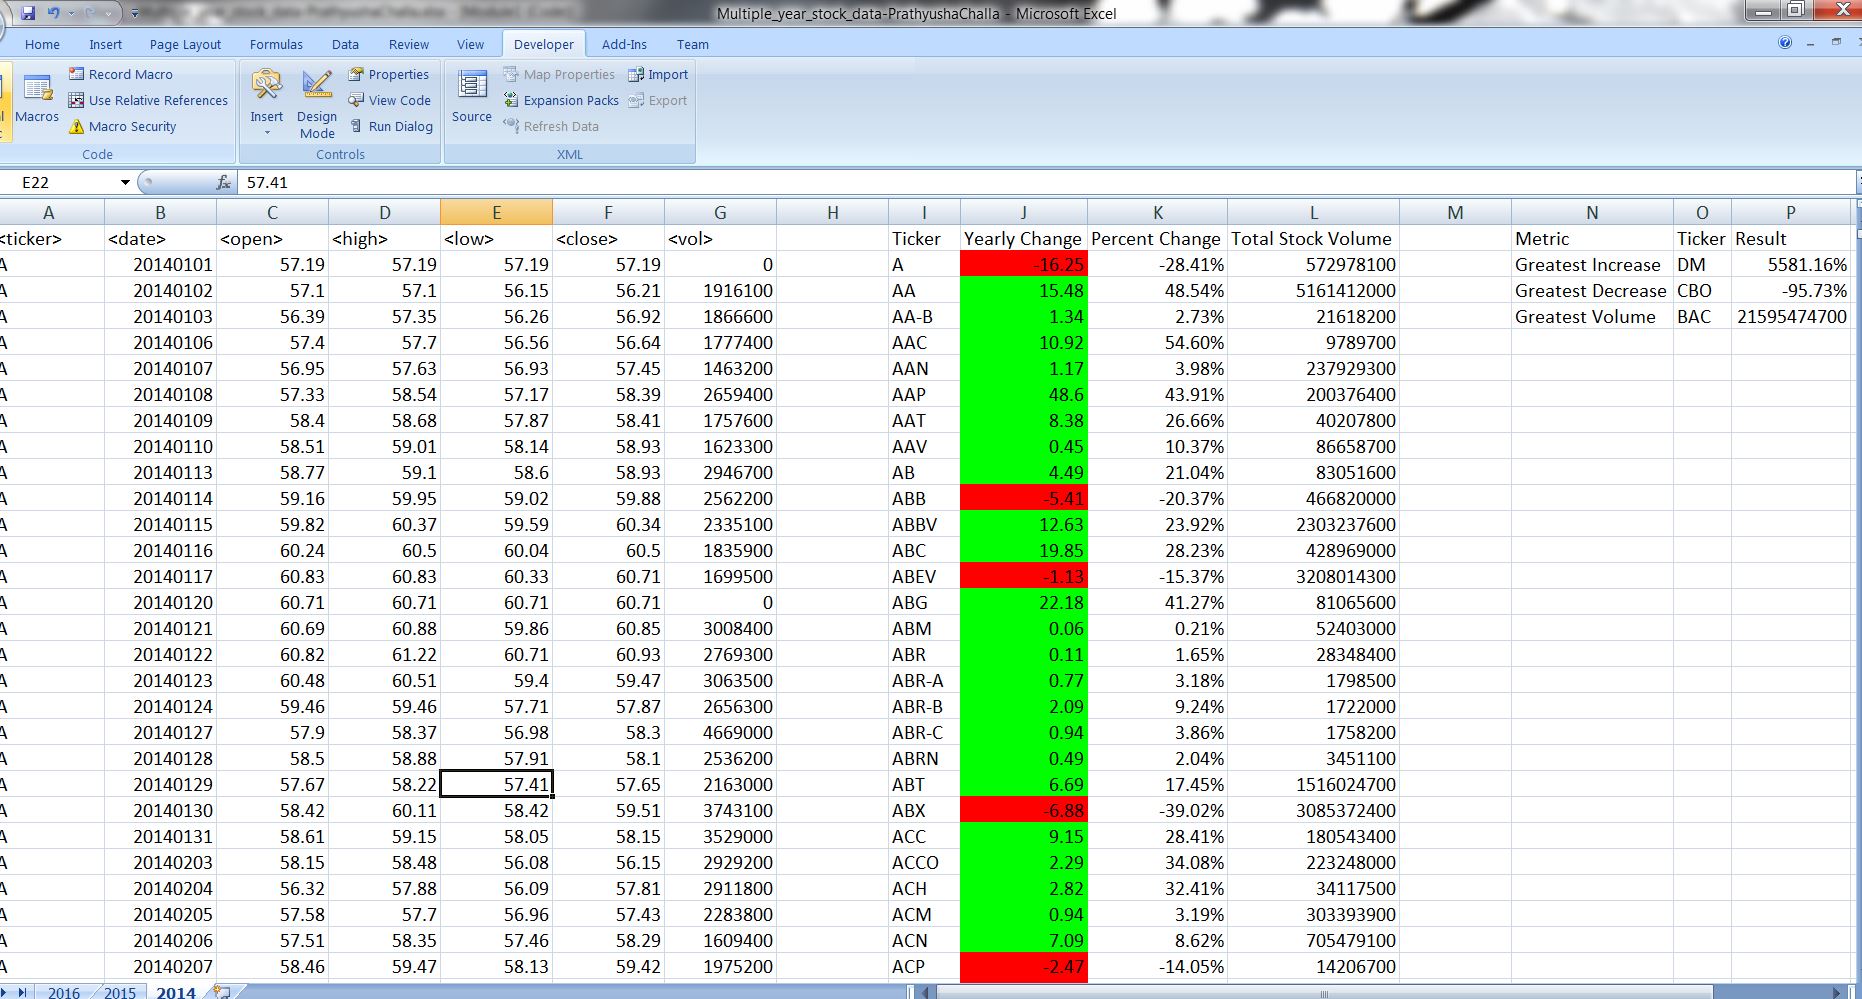 Multiple_year_stock_data-PrathyushaChalla - Microsoft Excel
Home Insert Page Layout Formulas Data Review View Developer Add-Ins Team
Macros
Record Macro
Use Relative References
Macro Security
Code
Insert
Design Mode
Properties
View Code
Run Dialog
Controls
Source
Map Properties
Expansion Packs
Refresh Data
Import
Export
XML
E22 fx 57.41
A B C D E F G H I J K L M N O P
<ticker> <date> <open> <high> <low> <close> <vol> Ticker Yearly Change Percent Change Total Stock Volume Metric Ticker Result
A 20140101 57.19 57.19 57.19 57.19 0 A -16.25 -28.41% 572978100 Greatest Increase DM 5581.16%
A 20140102 57.1 57.1 56.15 56.21 1916100 AA 15.48 48.54% 5161412000 Greatest Decrease CBO -95.73%
A 20140103 56.39 57.35 56.26 56.92 1866600 AA-B 1.34 2.73% 21618200 Greatest Volume BAC 21595474700
A 20140106 57.4 57.7 56.56 56.64 1777400 AAC 10.92 54.60% 9789700
A 20140107 56.95 57.63 56.93 57.45 1463200 AAN 1.17 3.98% 237929300
A 20140108 57.33 58.54 57.17 58.39 2659400 AAP 48.6 43.91% 200376400
A 20140109 58.4 58.68 57.87 58.41 1757600 AAT 8.38 26.66% 40207800
A 20140110 58.51 59.01 58.14 58.93 1623300 AAV 0.45 10.37% 86658700
A 20140113 58.77 59.1 58.6 58.93 2946700 AB 4.49 21.04% 83051600
A 20140114 59.16 59.95 59.02 59.88 2562200 ABB -5.41 -20.37% 466820000
A 20140115 59.82 60.37 59.59 60.34 2335100 ABBV 12.63 23.92% 2303237600
A 20140116 60.24 60.5 60.04 60.5 1835900 ABC 19.85 28.23% 428969000
A 20140117 60.83 60.83 60.33 60.71 1699500 ABEV -1.13 -15.37% 3208014300
A 20140120 60.71 60.71 60.71 60.71 0 ABG 22.18 41.27% 81065600
A 20140121 60.69 60.88 59.86 60.85 3008400 ABM 0.06 0.21% 52403000
A 20140122 60.82 61.22 60.71 60.93 2769300 ABR 0.11 1.65% 28348400
A 20140123 60.48 60.51 59.4 59.47 3063500 ABR-A 0.77 3.18% 1798500
A 20140124 59.46 59.46 57.71 57.87 2656300 ABR-B 2.09 9.24% 1722000
A 20140127 57.9 58.37 56.98 58.3 4669000 ABR-C 0.94 3.86% 1758200
A 20140128 58.5 58.88 57.91 58.1 2536200 ABRN 0.49 2.04% 3451100
A 20140129 57.67 58.22 57.41 57.65 2163000 ABT 6.69 17.45% 1516024700
A 20140130 58.42 60.11 58.42 59.51 3743100 ABX -6.88 -39.02% 3085372400
A 20140131 58.61 59.15 58.05 58.15 3529000 ACC 9.15 28.41% 180543400
A 20140203 58.15 58.48 56.08 56.15 2929200 ACCO 2.29 34.08% 223248000
A 20140204 56.32 57.88 56.09 57.81 2911800 ACH 2.82 32.41% 34117500
A 20140205 57.58 57.7 56.96 57.43 2283800 ACM 0.94 3.19% 303393900
A 20140206 57.51 58.35 57.46 58.29 1609400 ACN 7.09 8.62% 705479100
A 20140207 58.46 59.47 58.13 59.42 1975200 ACP -2.47 -14.05% 14206700
2016 2015 2014